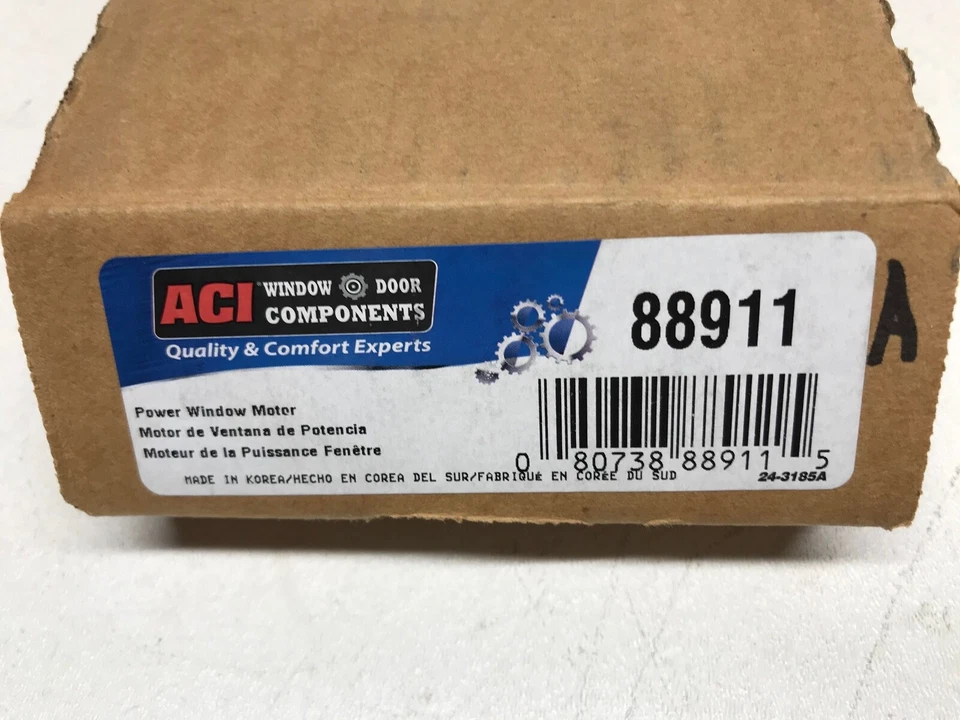 ACI® WINDOW DOOR
COMPONENTS
Quality & Comfort Experts
88911
A
Power Window Motor
Motor de Ventana de Potencia
Moteur de la Puissance Fenêtre
0 80738 88911 5
MADE IN KOREA/HECHO EN COREA DEL SUR/FABRIQUé EN CORÉE DU SUD
24-3185A